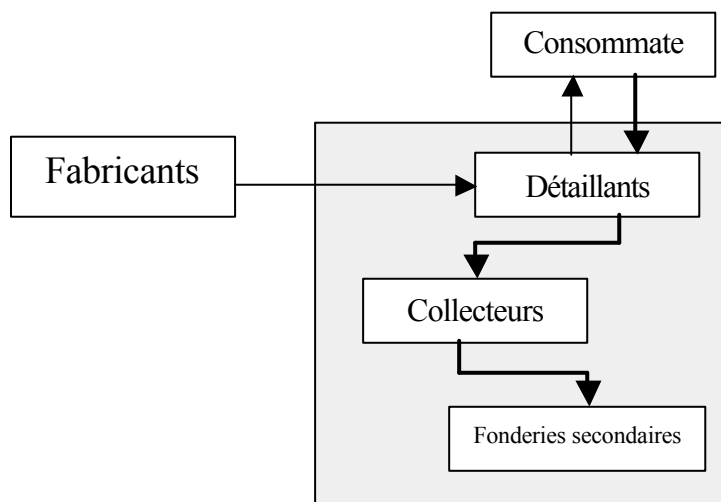 Consommate
Fabricants
Détaillants
Collecteurs
Fonderies secondaires